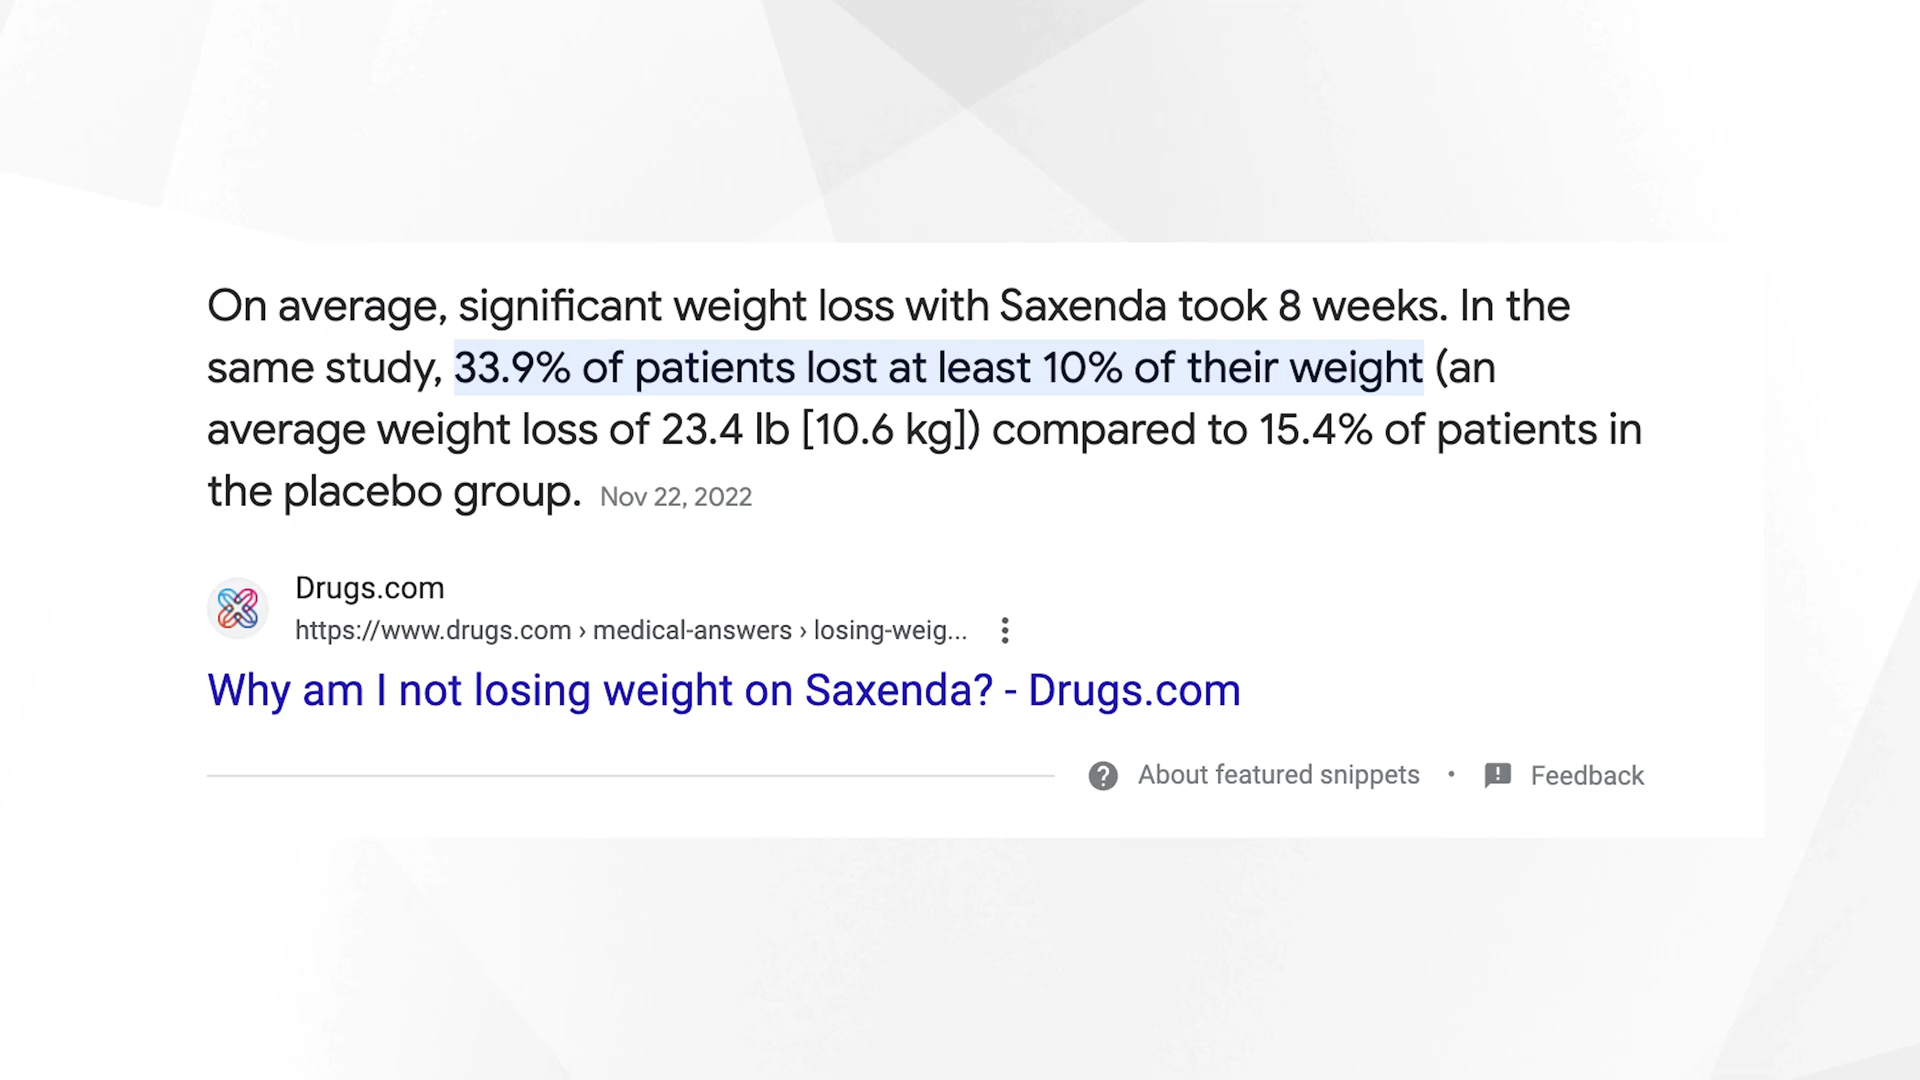 On average, significant weight loss with Saxenda took 8 weeks. In the
same study, 33.9% of patients lost at least 10% of their weight (an
average weight loss of 23.4 lb [10.6 kg]) compared to 15.4% of patients in
the placebo group. Nov 22, 2022
Drugs.com
https://www.drugs.com › medical-answers › losing-weig...
Why am I not losing weight on Saxenda? - Drugs.com
About featured snippets • Feedback